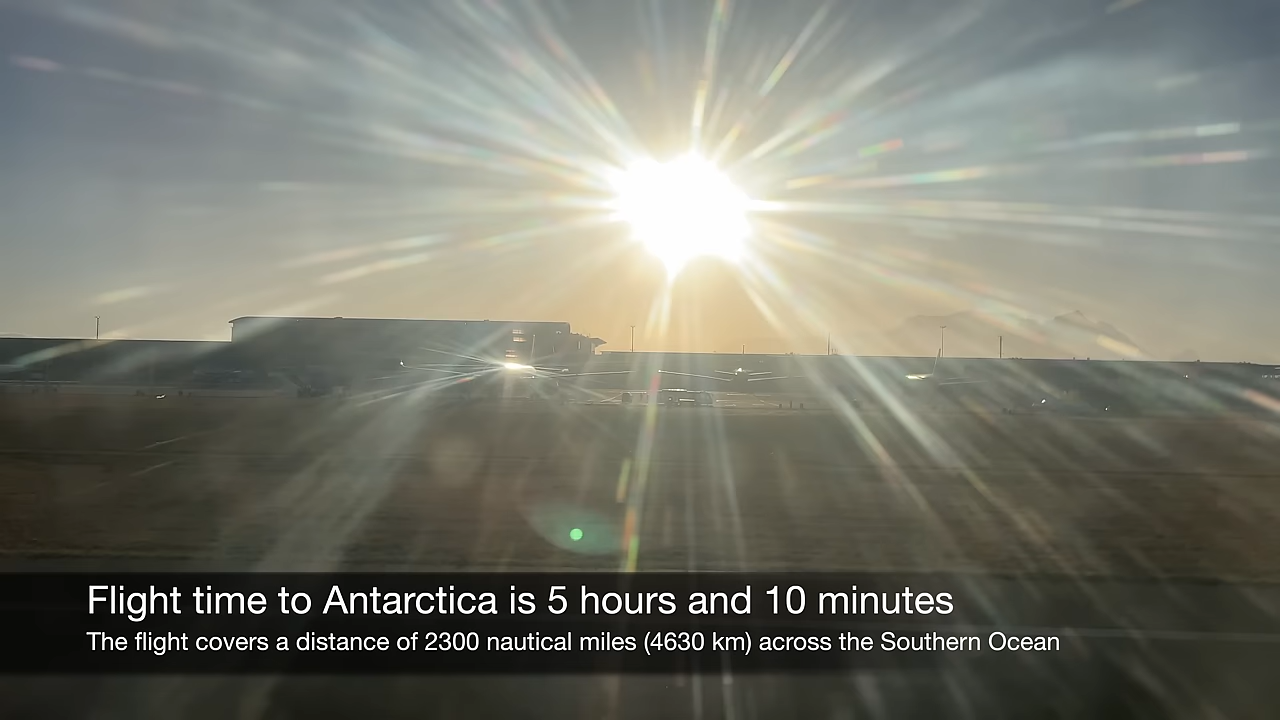 Flight time to Antarctica is 5 hours and 10 minutes
The flight covers a distance of 2300 nautical miles (4630 km) across the Southern Ocean